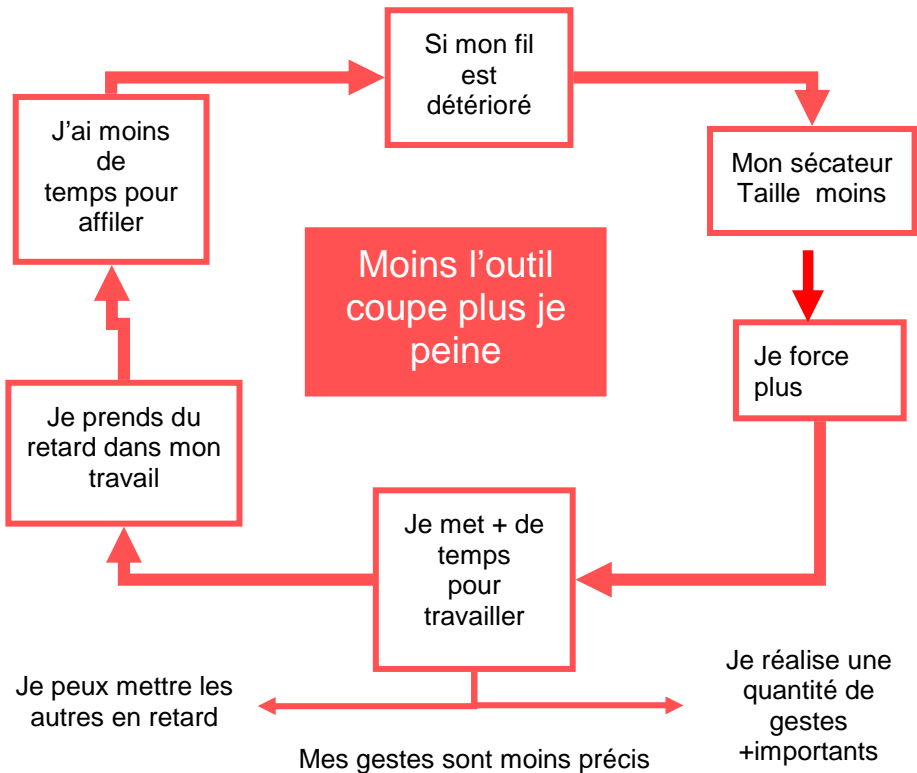 Si mon fil
est
détérioré
Mon sécateur
Taille  moins
Je force
plus
Je met + de
temps
pour
travailler
Je prends du
retard dans mon
travail
J’ai moins
de
temps pour
affiler
Moins l’outil
coupe plus je
peine
Je peux mettre les
autres en retard
Mes gestes sont moins précis
Je réalise une
quantité de
gestes
+importants